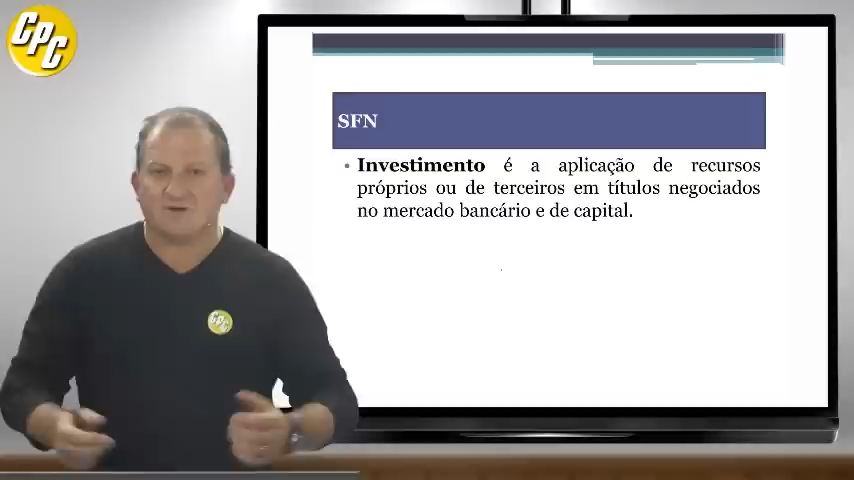 CPC
SFN
• Investimento é a aplicação de recursos
próprios ou de terceiros em títulos negociados
no mercado bancário e de capital.
CPC